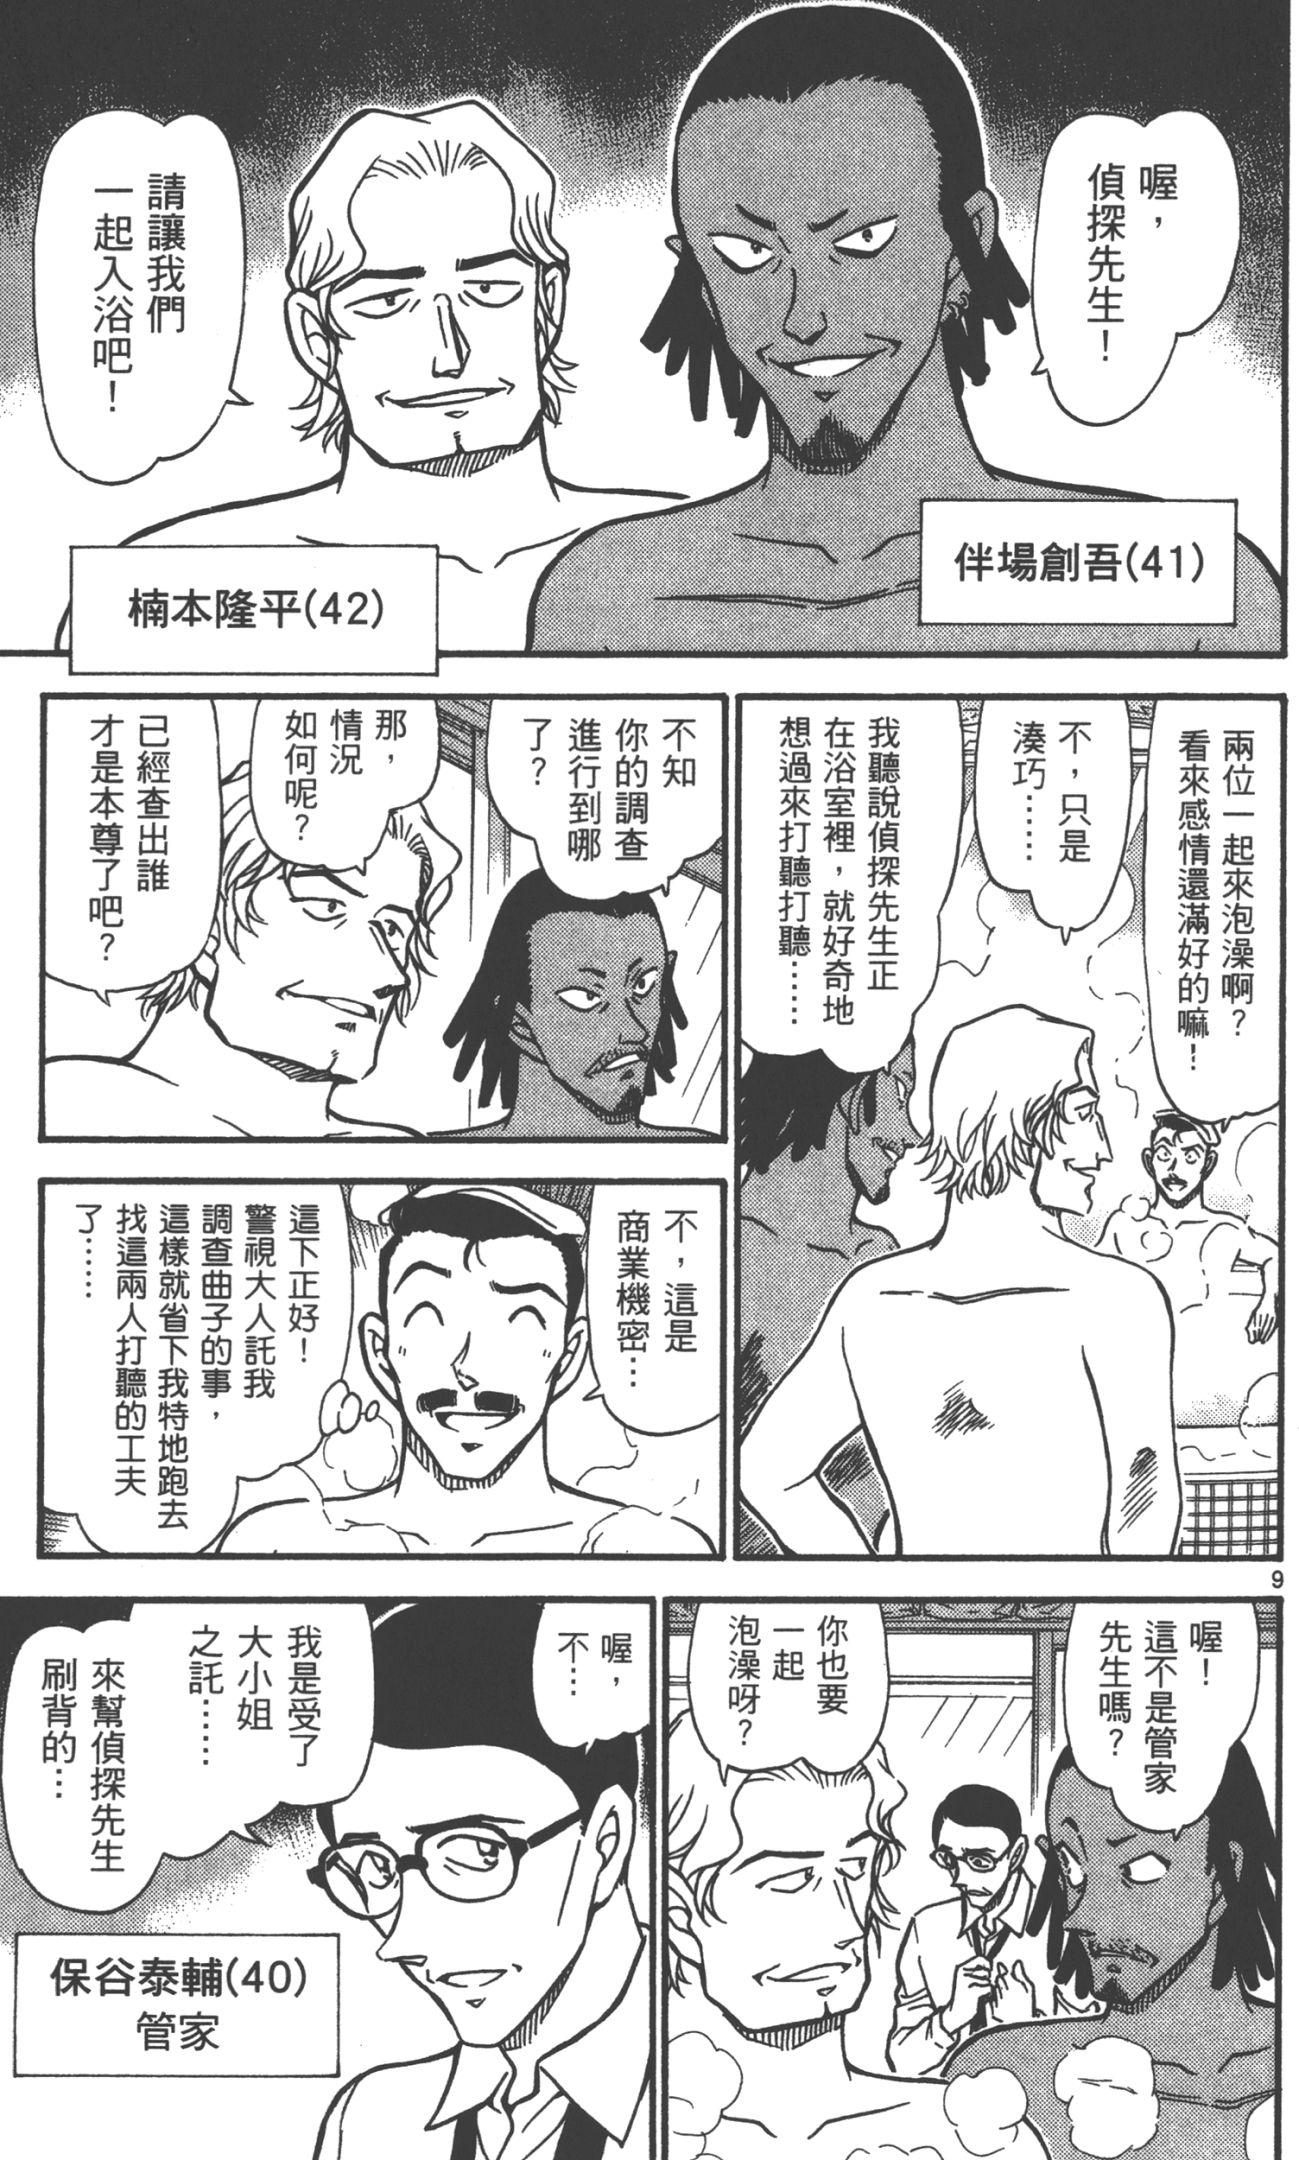 喔，
偵探先生！
請讓我們
一起入浴吧！
伴場創吾(41)
楠本隆平(42)
兩位一起來泡澡啊？
看來感情還滿好的嘛！
不，只是
湊巧……
我聽說偵探先生正
在浴室裡，就好奇地
想過來打聽打聽……
不知
你的調查
進行到哪
了？
那，
情況
如何呢？
已經查出誰
才是本尊了吧？
不，這是
商業機密…
這下正好！
警視大人託我
調查曲子的事，
這樣就省下我特地跑去
找這兩人打聽的工夫
了……
9
喔！
這不是管家
先生嗎？
你也要
一起
泡澡呀？
喔，
不…
我是受了
大小姐
之託……
來幫偵探先生
刷背的…
保谷泰輔(40)
管家